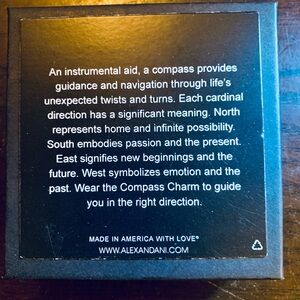 An instrumental aid, a compass provides
guidance and navigation through life's
unexpected twists and turns. Each cardinal
direction has a significant meaning. North
represents home and infinite possibility.
South embodies passion and the present.
East signifies new beginnings and the
future. West symbolizes emotion and the
past. Wear the Compass Charm to guide
you in the right direction.
MADE IN AMERICA WITH LOVE®
WWW.ALEXANDANI.COM